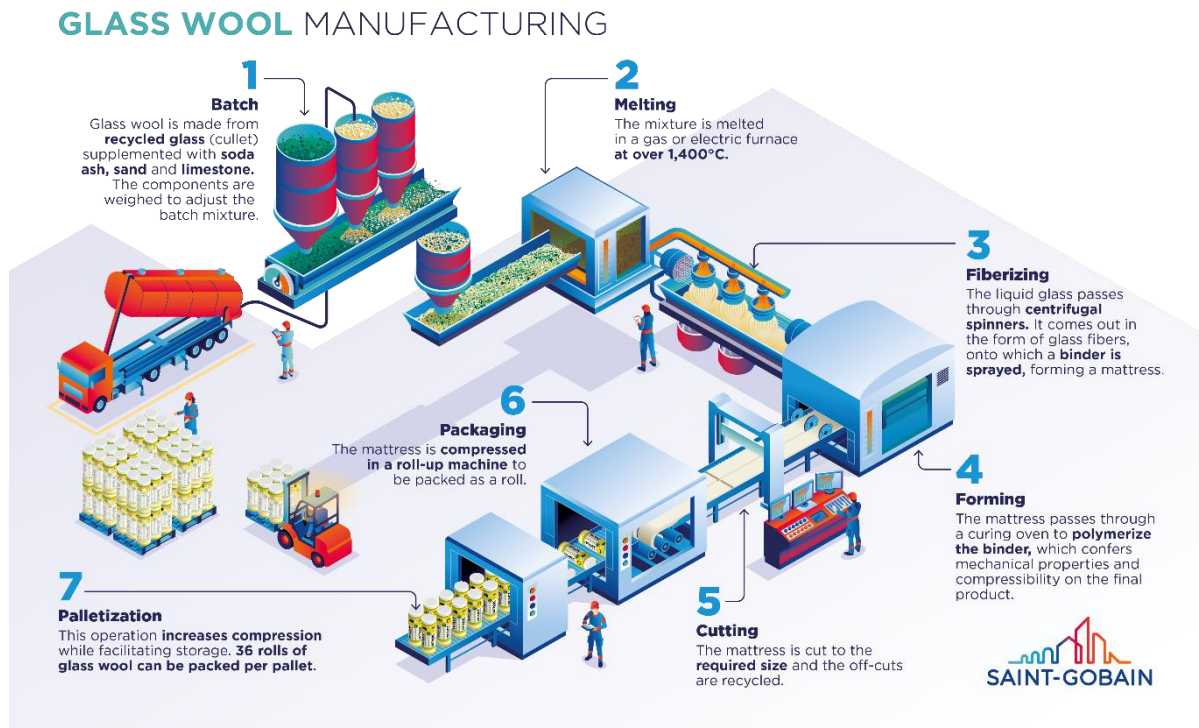 GLASS WOOL MANUFACTURING
1
Batch
Glass wool is made from
recycled glass (cullet)
supplemented with soda
ash, sand and limestone.
The components are
weighed to adjust the
batch mixture.
2
Melting
The mixture is melted
in a gas or electric furnace
at over 1,400°C.
3
Fiberizing
The liquid glass passes
through centrifugal
spinners. It comes out in
the form of glass fibers,
onto which a binder is
sprayed, forming a mattress.
4
Forming
The mattress passes through
a curing oven to polymerize
the binder, which confers
mechanical properties and
compressibility on the final
product.
5
Cutting
The mattress is cut to the
required size and the off-cuts
are recycled.
6
Packaging
The mattress is compressed
in a roll-up machine to
be packed as a roll.
7
Palletization
This operation increases compression
while facilitating storage. 36 rolls of
glass wool can be packed per pallet.
SAINT-GOBAIN